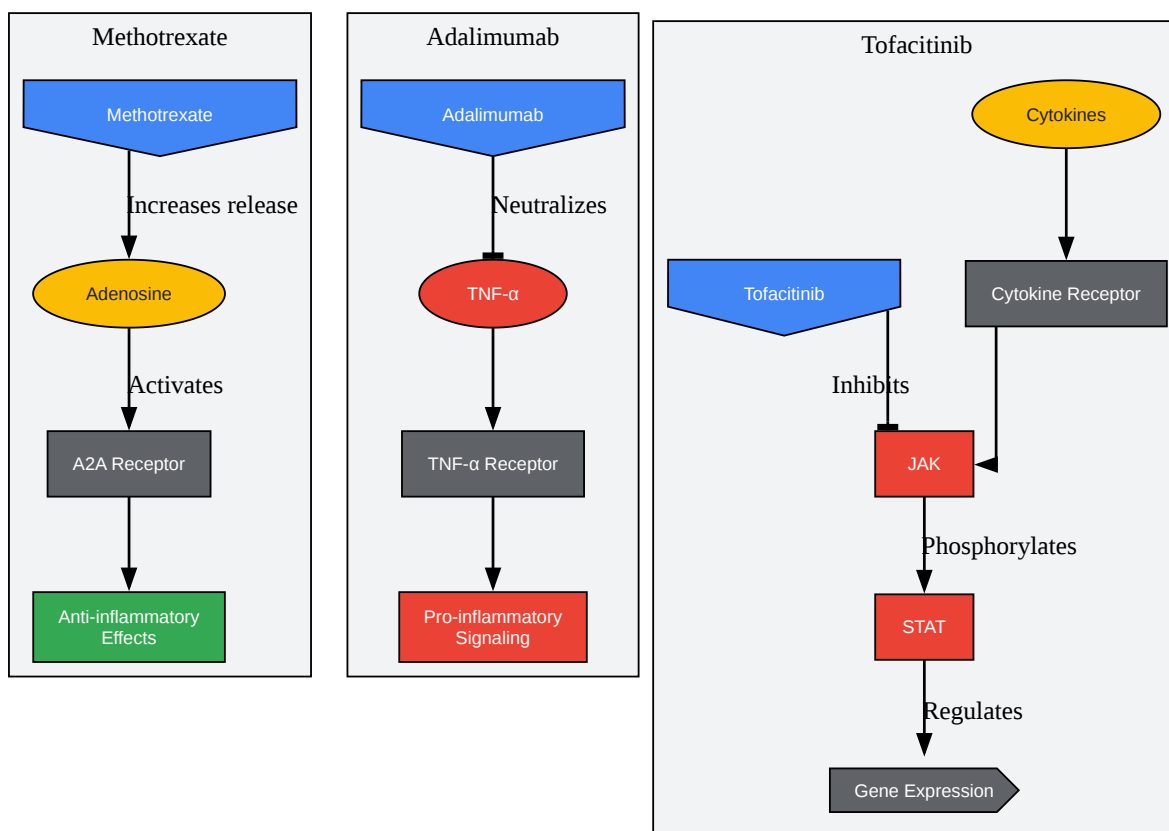 Methotrexate
Methotrexate
Increases release
Adenosine
Activates
A2A Receptor
Anti-inflammatory
Effects
Adalimumab
Adalimumab
Neutralizes
TNF-α
TNF-α Receptor
Pro-inflammatory
Signaling
Tofacitinib
Cytokines
Tofacitinib
Cytokine Receptor
Inhibits
JAK
Phosphorylates
STAT
Regulates
Gene Expression